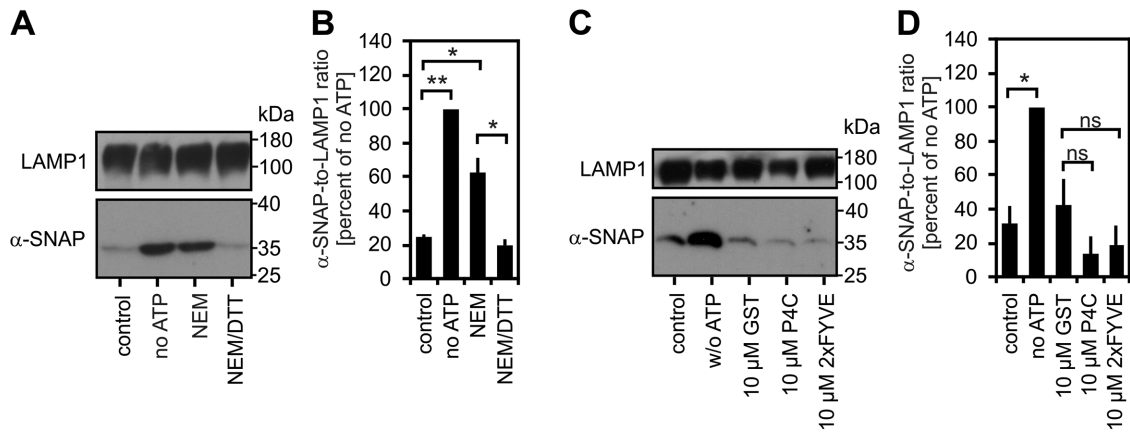 A
kDa
LAMP1
180
100
α-SNAP
40
35
25
control
no ATP
NEM
NEM/DTT
B
α-SNAP-to-LAMP1 ratio
[percent of no ATP]
140
120
100
80
60
40
20
0
*
**
*
control
no ATP
NEM
NEM/DTT
C
kDa
LAMP1
180
100
α-SNAP
40
35
25
control
w/o ATP
10 µM GST
10 µM P4C
10 µM 2xFYVE
D
α-SNAP-to-LAMP1 ratio
[percent of no ATP]
140
120
100
80
60
40
20
0
*
ns
ns
control
no ATP
10 µM GST
10 µM P4C
10 µM 2xFYVE